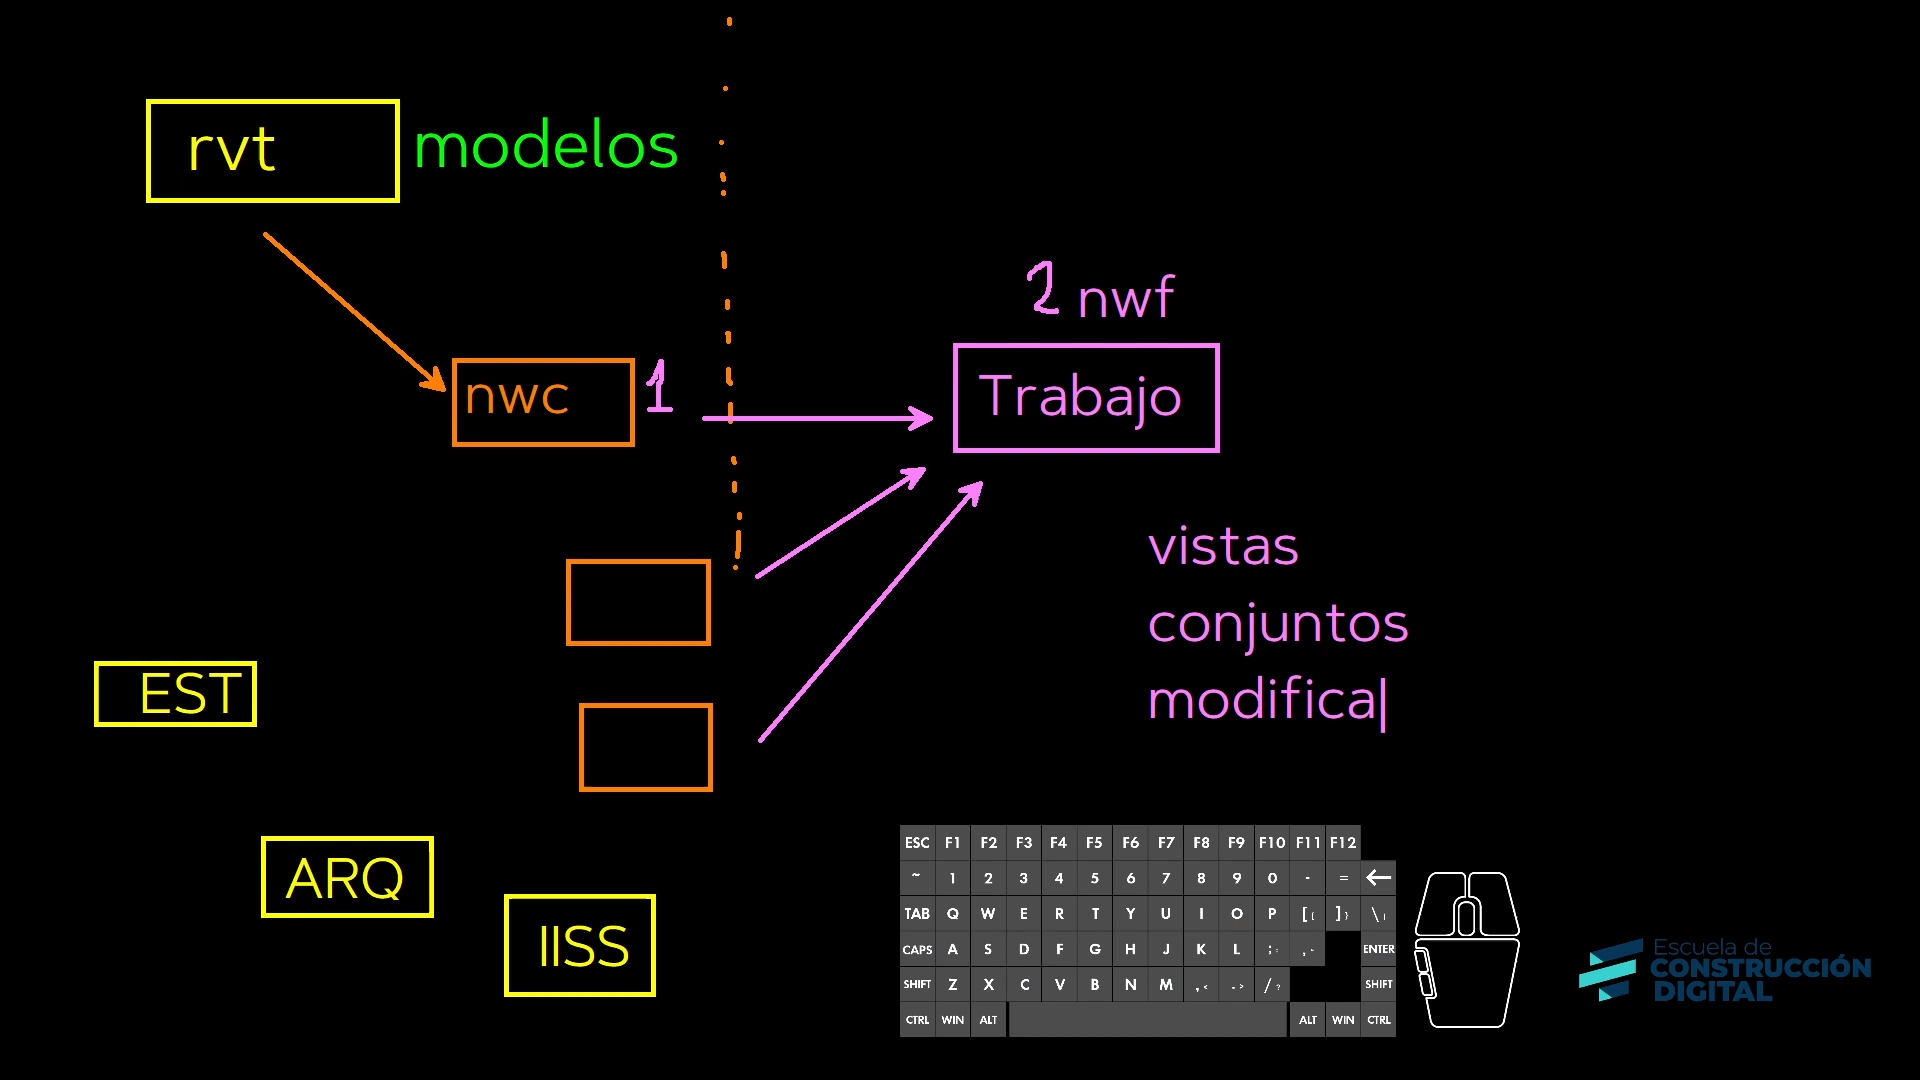 rvt
modelos
2 nwf
nwc
1
Trabajo
vistas
conjuntos
modifica
EST
ARQ
IISS
ESC F1 F2 F3 F4 F5 F6 F7 F8 F9 F10 F11 F12
~ 1 2 3 4 5 6 7 8 9 0 - = ←
TAB Q W E R T Y U I O P [{ ]} \|
CAPS A S D F G H J K L ;: ENTER
SHIFT Z X C V B N M ,< .> /? SHIFT
CTRL WIN ALT ALT WIN CTRL
Escuela de
CONSTRUCCIÓN
DIGITAL